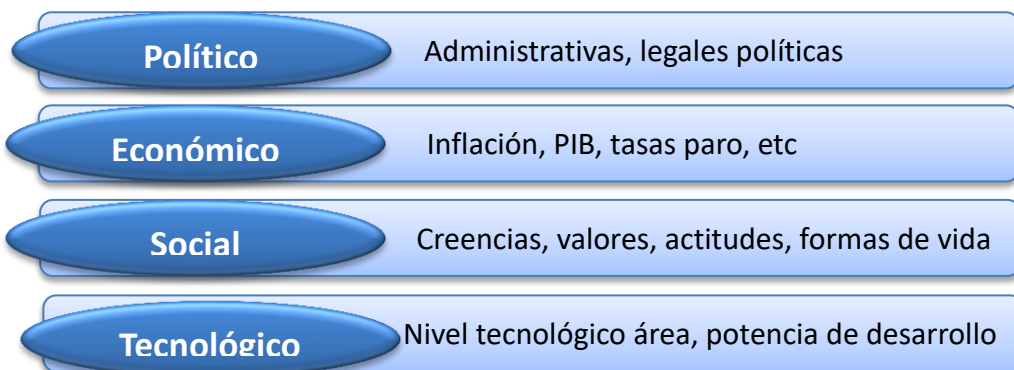 Político
Administrativas, legales políticas
Económico
Inflación, PIB, tasas paro, etc
Social
Creencias, valores, actitudes, formas de vida
Tecnológico
Nivel tecnológico área, potencia de desarrollo